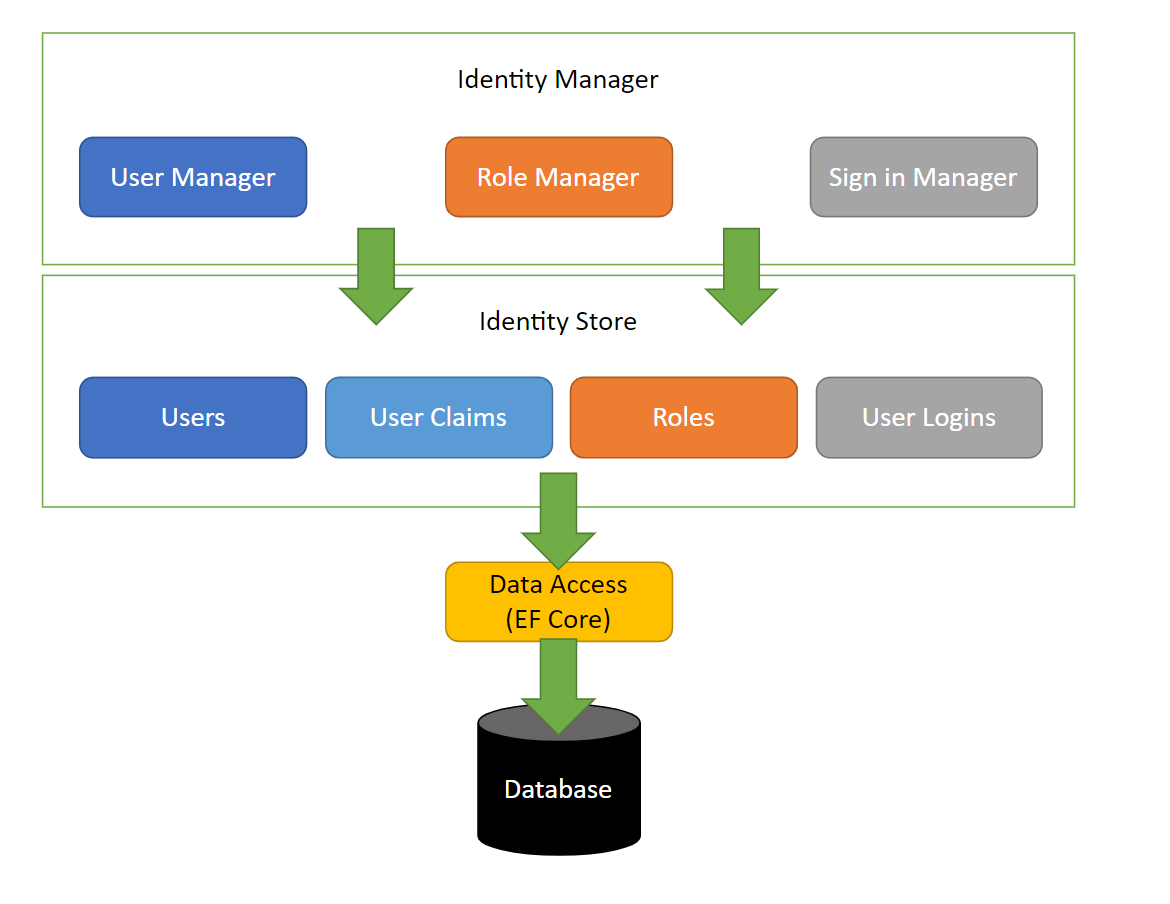 Identity Manager
User Manager
Role Manager
Sign in Manager
Identity Store
Users
User Claims
Roles
User Logins
Data Access
(EF Core)
Database